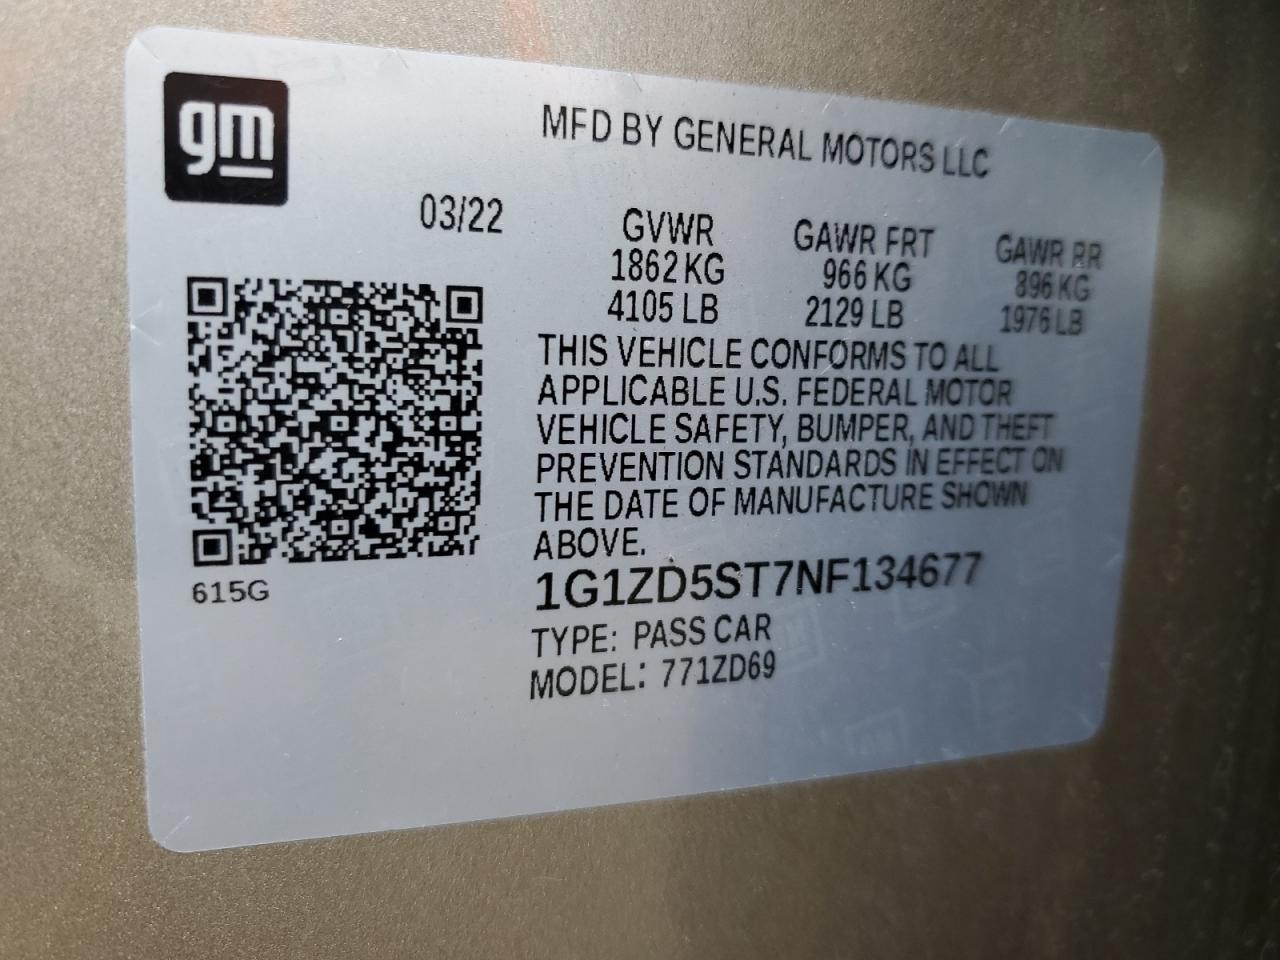 gm
MFD BY GENERAL MOTORS LLC
03/22
GVWR GAWR FRT GAWR RR
1862 KG 966 KG 896 KG
4105 LB 2129 LB 1976 LB
THIS VEHICLE CONFORMS TO ALL
APPLICABLE U.S. FEDERAL MOTOR
VEHICLE SAFETY, BUMPER, AND THEFT
PREVENTION STANDARDS IN EFFECT ON
THE DATE OF MANUFACTURE SHOWN
ABOVE.
615G
1G1ZD5ST7NF134677
TYPE: PASS CAR
MODEL: 771ZD69